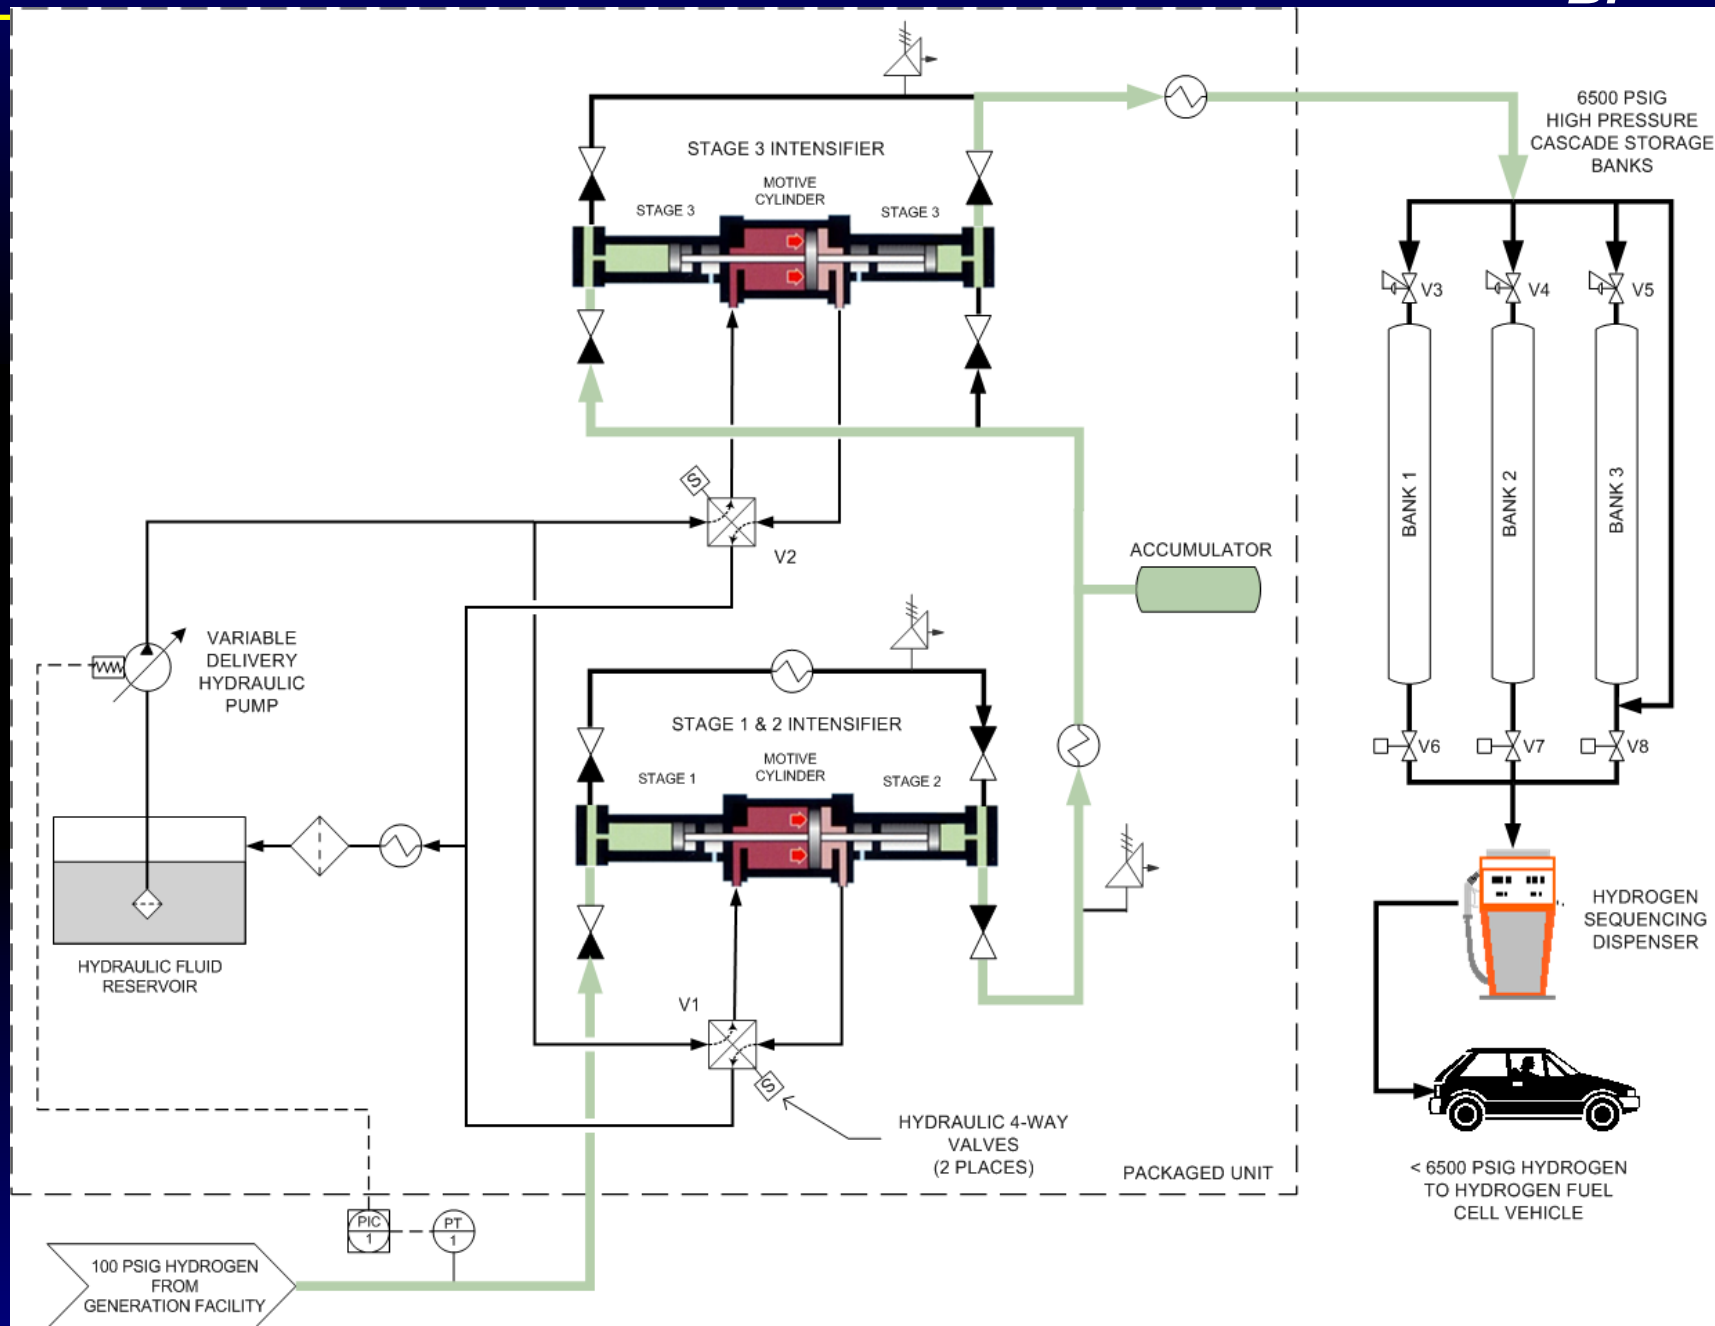 6500 PSIG
HIGH PRESSURE
CASCADE STORAGE
BANKS
STAGE 3 INTENSIFIER
MOTIVE
CYLINDER
STAGE 3
STAGE 3
V3
V4
V5
BANK 1
BANK 2
BANK 3
S
V2
ACCUMULATOR
VARIABLE
DELIVERY
HYDRAULIC
PUMP
STAGE 1 & 2 INTENSIFIER
MOTIVE
CYLINDER
STAGE 1
STAGE 2
V6
V7
V8
HYDROGEN
SEQUENCING
DISPENSER
HYDRAULIC FLUID
RESERVOIR
V1
S
HYDRAULIC 4-WAY
VALVES
(2 PLACES)
PACKAGED UNIT
< 6500 PSIG HYDROGEN
TO HYDROGEN FUEL
CELL VEHICLE
PIC
1
PT
1
100 PSIG HYDROGEN
FROM
GENERATION FACILITY